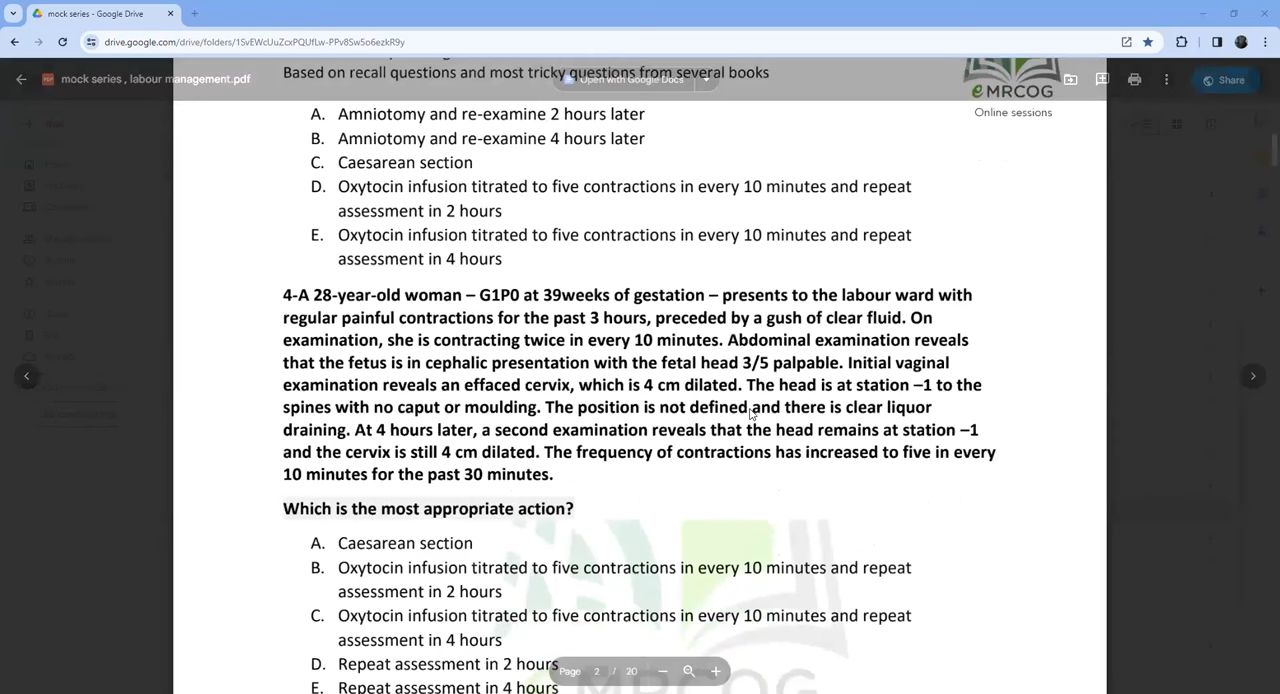 mock series - Google Drive
drive.google.com/drive/folders/1SvEWcUuZcxPQUfLw-PPv8Sw5o6ezkR9y
mock series , labour management.pdf
Open with Google Docs
Share
Based on recall questions and most tricky questions from several books
eMRCOG
Online sessions
A. Amniotomy and re-examine 2 hours later
B. Amniotomy and re-examine 4 hours later
C. Caesarean section
D. Oxytocin infusion titrated to five contractions in every 10 minutes and repeat
assessment in 2 hours
E. Oxytocin infusion titrated to five contractions in every 10 minutes and repeat
assessment in 4 hours
4-A 28-year-old woman – G1P0 at 39weeks of gestation – presents to the labour ward with
regular painful contractions for the past 3 hours, preceded by a gush of clear fluid. On
examination, she is contracting twice in every 10 minutes. Abdominal examination reveals
that the fetus is in cephalic presentation with the fetal head 3/5 palpable. Initial vaginal
examination reveals an effaced cervix, which is 4 cm dilated. The head is at station –1 to the
spines with no caput or moulding. The position is not defined and there is clear liquor
draining. At 4 hours later, a second examination reveals that the head remains at station –1
and the cervix is still 4 cm dilated. The frequency of contractions has increased to five in every
10 minutes for the past 30 minutes.
Which is the most appropriate action?
A. Caesarean section
B. Oxytocin infusion titrated to five contractions in every 10 minutes and repeat
assessment in 2 hours
C. Oxytocin infusion titrated to five contractions in every 10 minutes and repeat
assessment in 4 hours
D. Repeat assessment in 2 hours
E. Repeat assessment in 4 hours
Page 2 / 20